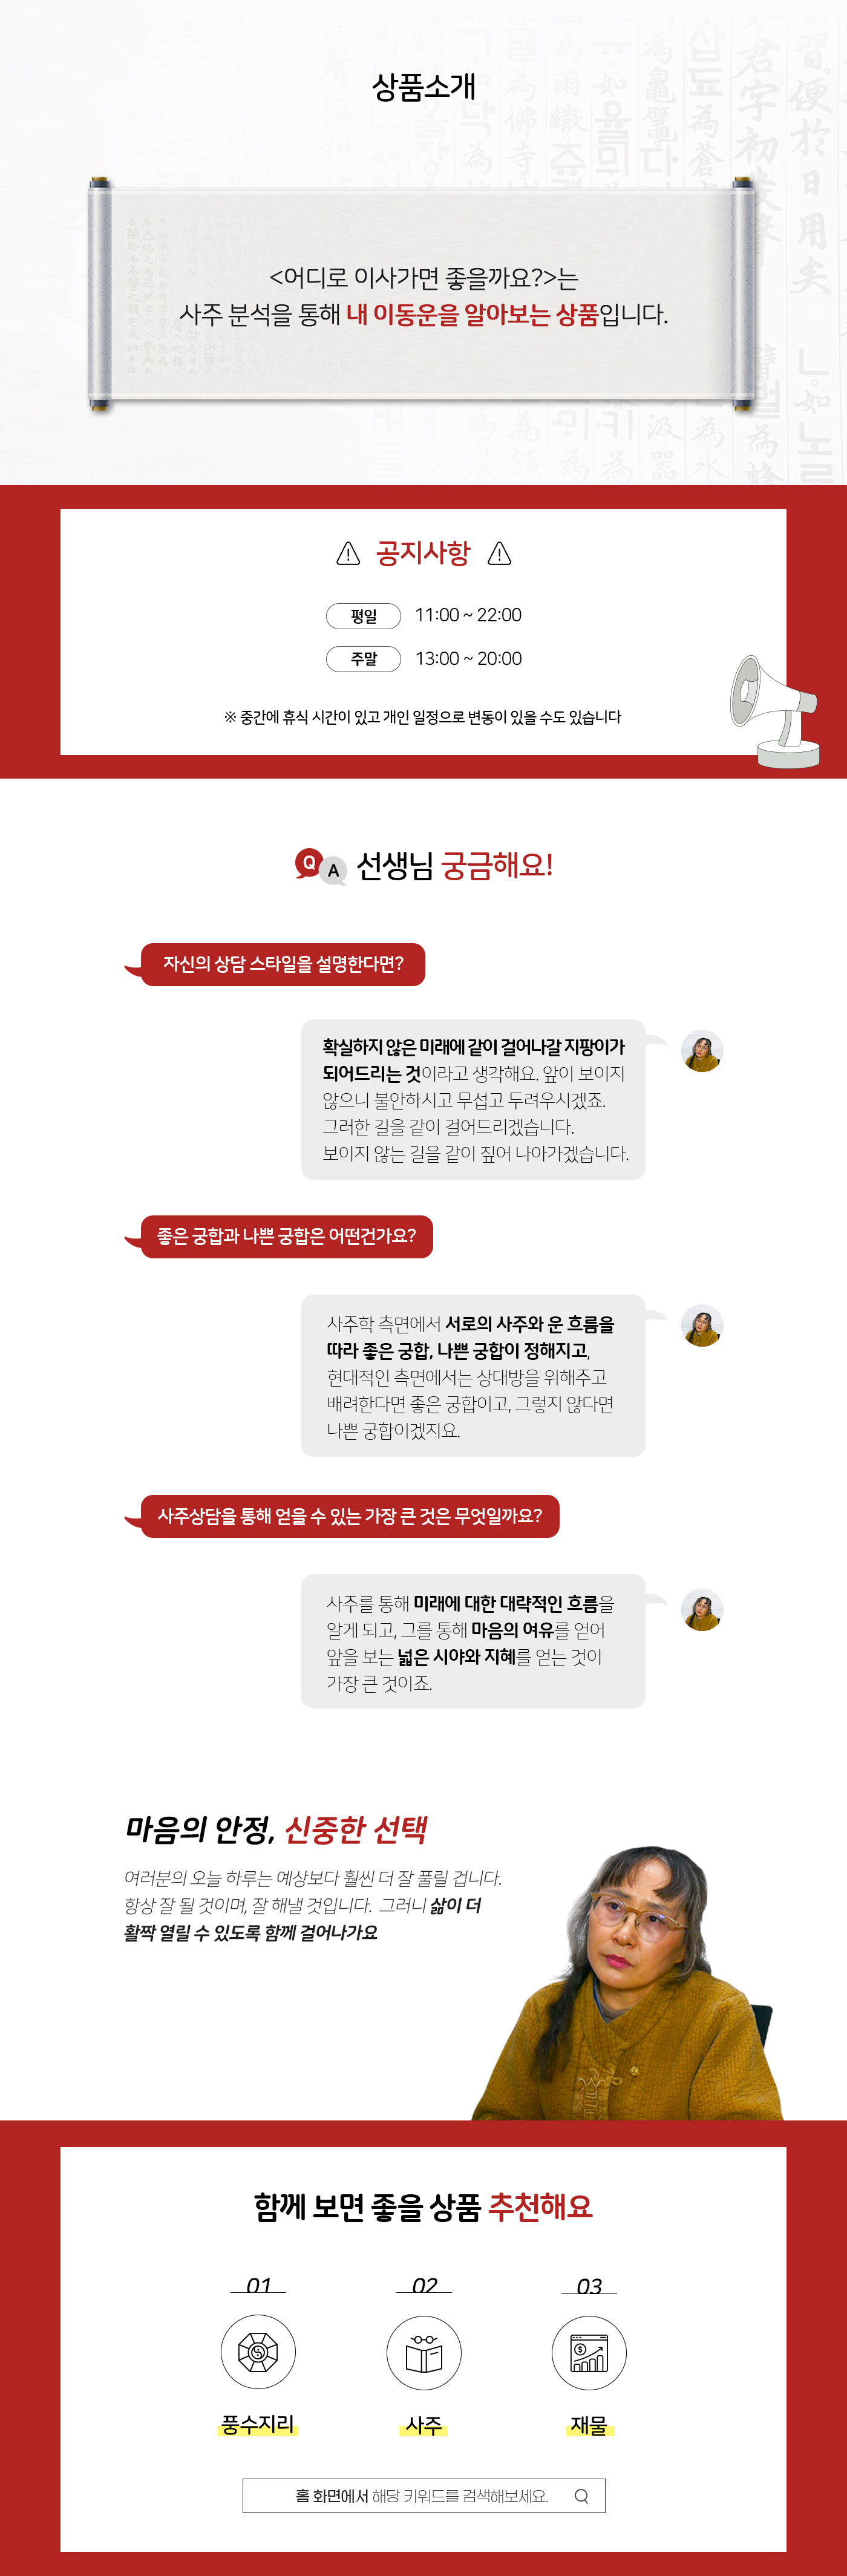 상품소개
<어디로 이사가면 좋을까요?>는
사주 분석을 통해 내 이동운을 알아보는 상품입니다.
공지사항
평일 11:00 ~ 22:00
주말 13:00 ~ 20:00
※ 중간에 휴식 시간이 있고 개인 일정으로 변동이 있을 수도 있습니다
Q A 선생님 궁금해요!
자신의 상담 스타일을 설명한다면?
확실하지 않은 미래에 같이 걸어나갈 지팡이가
되어드리는 것이라고 생각해요. 앞이 보이지
않으니 불안하시고 무섭고 두려우시겠죠.
그러한 길을 같이 걸어드리겠습니다.
보이지 않는 길을 같이 짚어 나아가겠습니다.
좋은 궁합과 나쁜 궁합은 어떤건가요?
사주학 측면에서 서로의 사주와 운 흐름을
따라 좋은 궁합, 나쁜 궁합이 정해지고,
현대적인 측면에서는 상대방을 위해주고
배려한다면 좋은 궁합이고, 그렇지 않다면
나쁜 궁합이겠지요.
사주상담을 통해 얻을 수 있는 가장 큰 것은 무엇일까요?
사주를 통해 미래에 대한 대략적인 흐름을
알게 되고, 그를 통해 마음의 여유를 얻어
앞을 보는 넓은 시야와 지혜를 얻는 것이
가장 큰 것이죠.
마음의 안정, 신중한 선택
여러분의 오늘 하루는 예상보다 훨씬 더 잘 풀릴 겁니다.
항상 잘 될 것이며, 잘 해낼 것입니다. 그러니 삶이 더
활짝 열릴 수 있도록 함께 걸어나가요
함께 보면 좋을 상품 추천해요
01 02 03
풍수지리 사주 재물
홈 화면에서 해당 키워드를 검색해보세요.